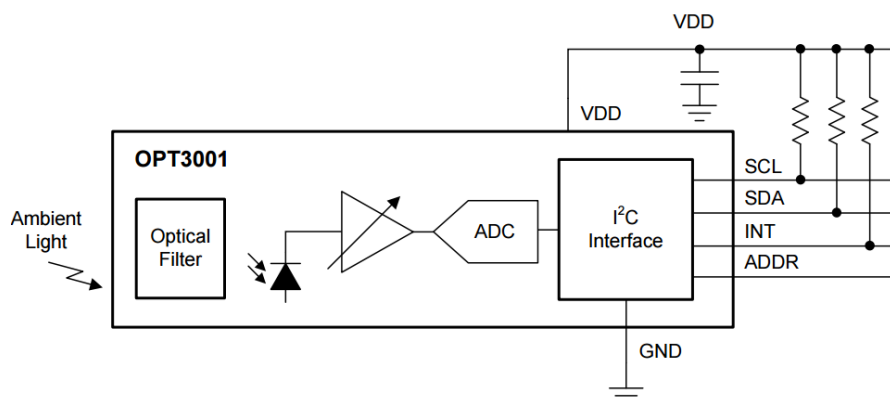 VDD
VDD
OPT3001
SCL
SDA
INT
ADDR
Ambient
Light
Optical
Filter
ADC
I²C
Interface
GND